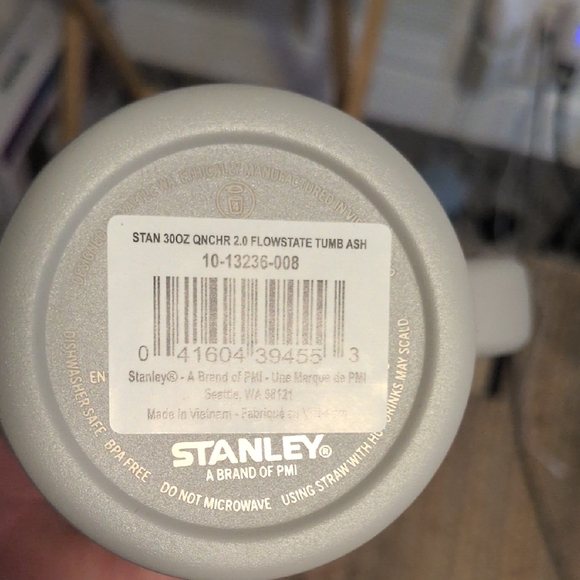 STAN 30OZ QNCHR 2.0 FLOWSTATE TUMB ASH
10-13236-008
0 41604 39455 3
Stanley® - A Brand of PMI - Une Marque de PMI
Seattle, WA 58121
Made in Vietnam - Fabriqué
STANLEY®
A BRAND OF PMI
DISHWASHER SAFE BPA FREE DO NOT MICROWAVE USING STRAW WITH HOT DRINKS MAY SCALD